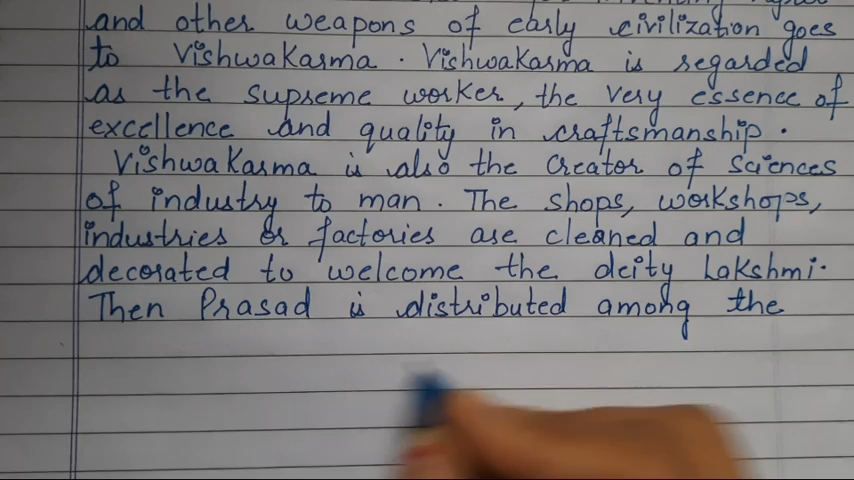 and other weapons of early civilization goes
to Vishwakarma. Vishwakarma is regarded
as the supreme worker, the very essence of
excellence and quality in craftsmanship.
Vishwakarma is also the creator of sciences
of industry to man. The shops, workshops,
industries or factories are cleaned and
decorated to welcome the deity Lakshmi.
Then Prasad is distributed among the